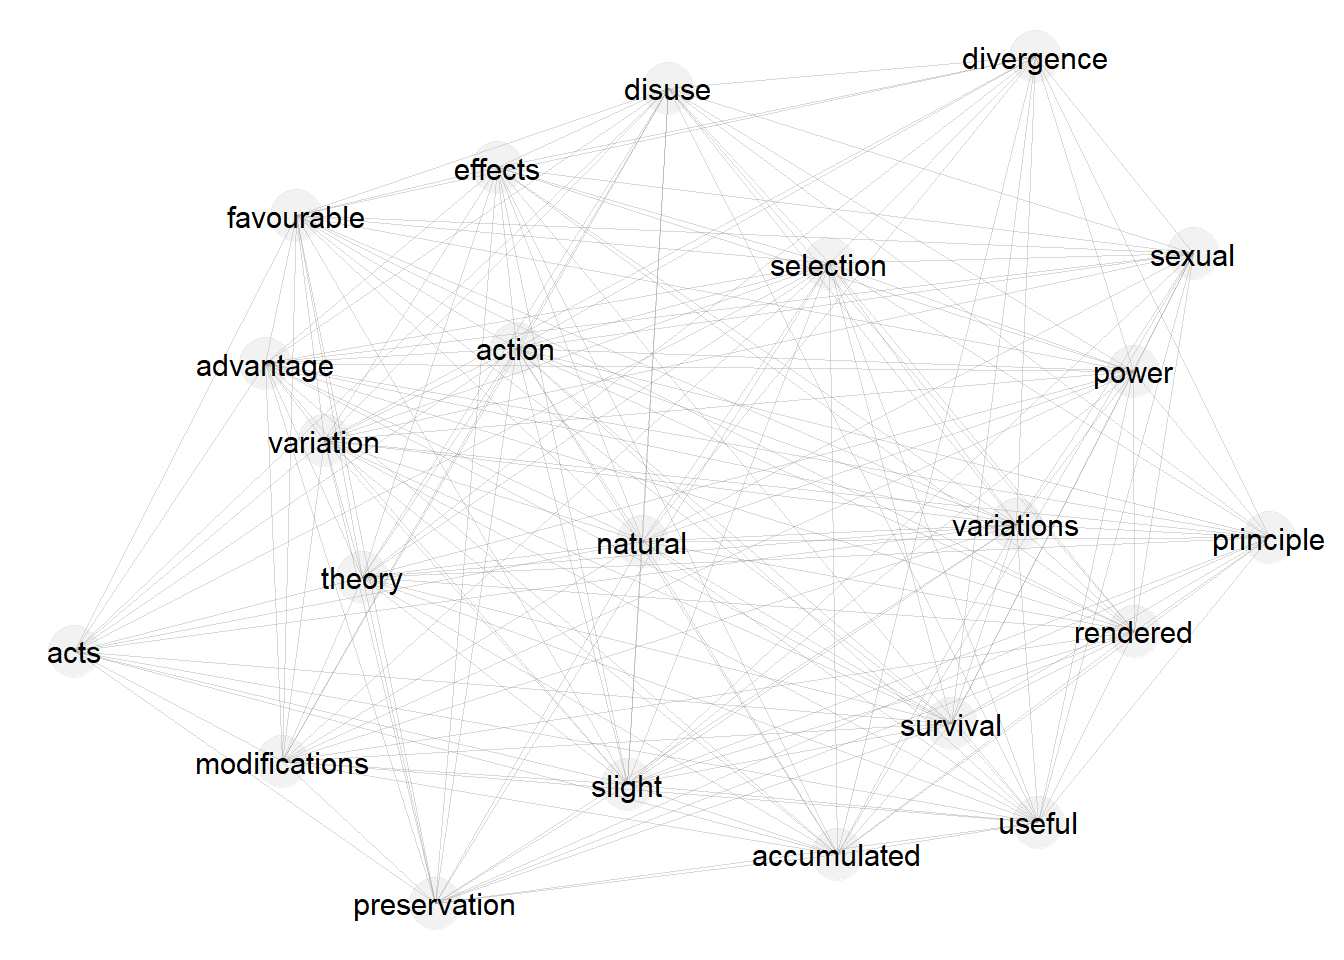 divergence
disuse
effects
favourable
sexual
selection
action
advantage
power
variation
variations
principle
natural
theory
rendered
acts
survival
modifications
slight
useful
accumulated
preservation